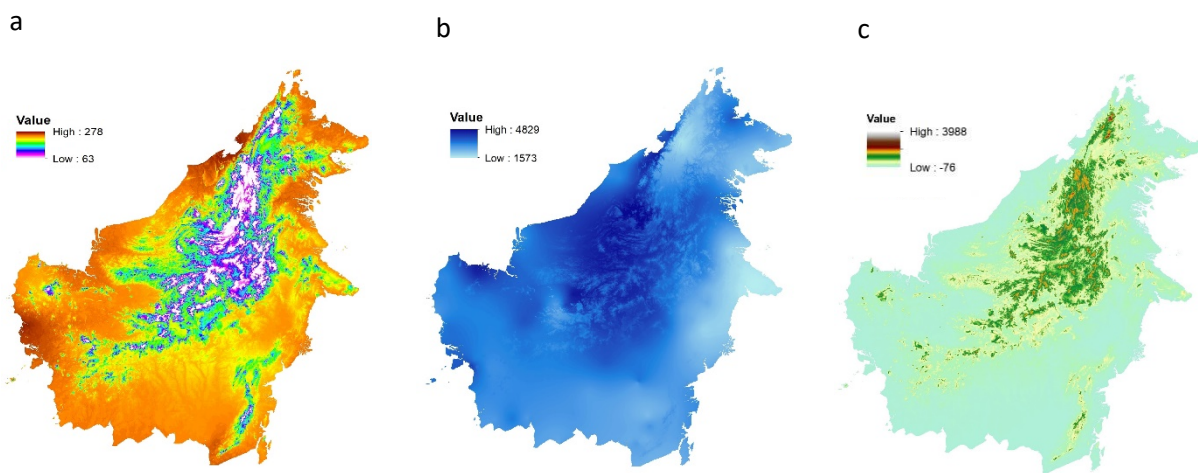 a
Value
High : 278
Low : 63
b
Value
High : 4829
Low : 1573
c
Value
High : 3988
Low : -76